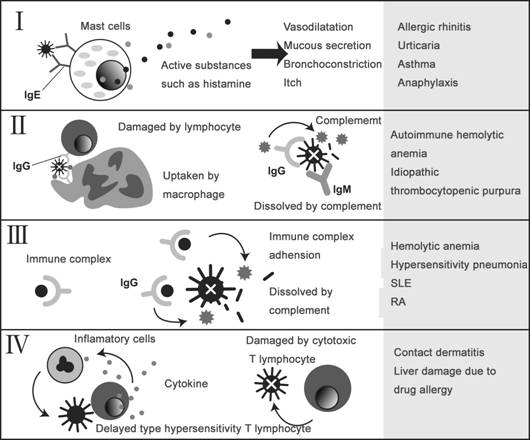 I
Mast cells
IgE
Active substances
such as histamine
Vasodilatation
Mucous secretion
Bronchoconstriction
Itch
Allergic rhinitis
Urticaria
Asthma
Anaphylaxis
II
Damaged by lymphocyte
IgG
Uptaken by
macrophage
Complement
IgG
IgM
Dissolved by complement
Autoimmune hemolytic
anemia
Idiopathic
thrombocytopenic purpura
III
Immune complex
IgG
Immune complex
adhension
Dissolved by
complement
Hemolytic anemia
Hypersensitivity pneumonia
SLE
RA
IV
Inflamatory cells
Cytokine
Delayed type hypersensitivity T lymphocyte
Damaged by cytotoxic
T lymphocyte
Contact dermatitis
Liver damage due to
drug allergy